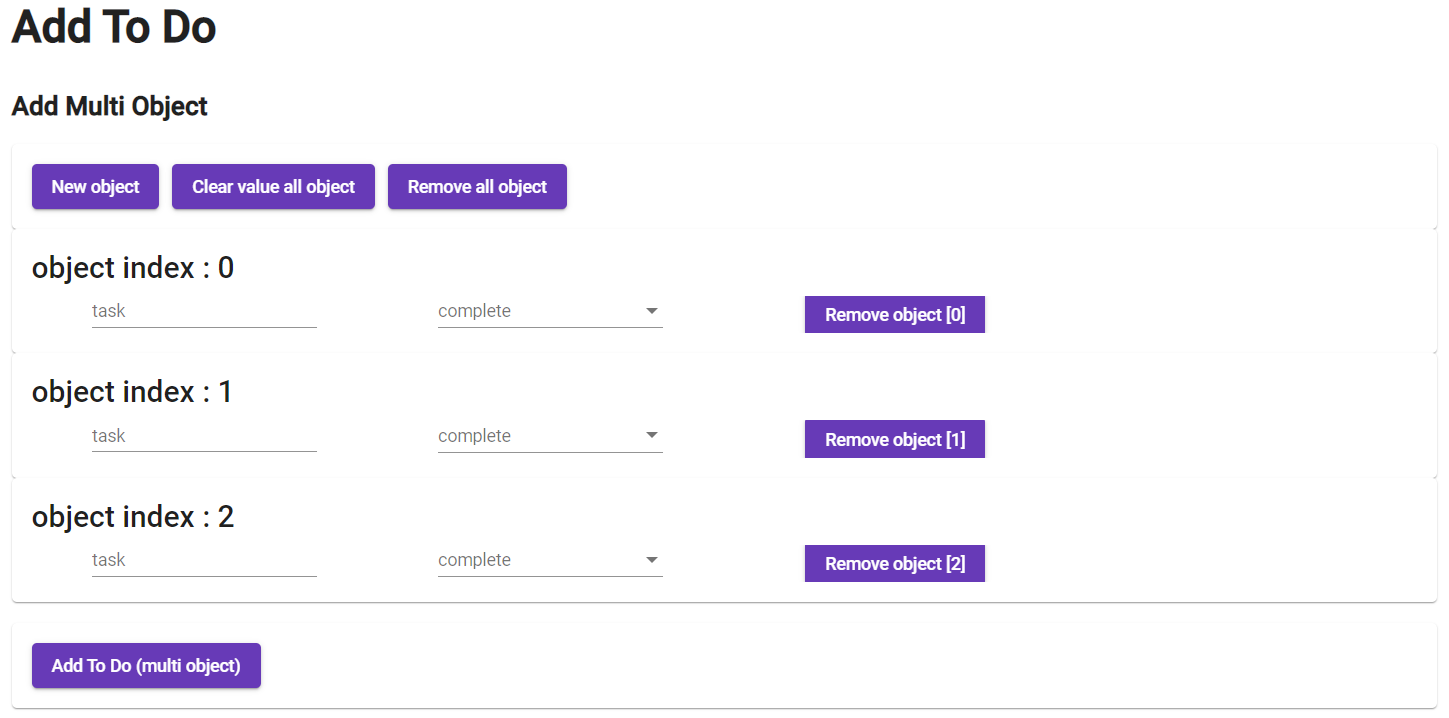 Add To Do
Add Multi Object
New object Clear value all object Remove all object
object index : 0
task complete Remove object [0]
object index : 1
task complete Remove object [1]
object index : 2
task complete Remove object [2]
Add To Do (multi object)